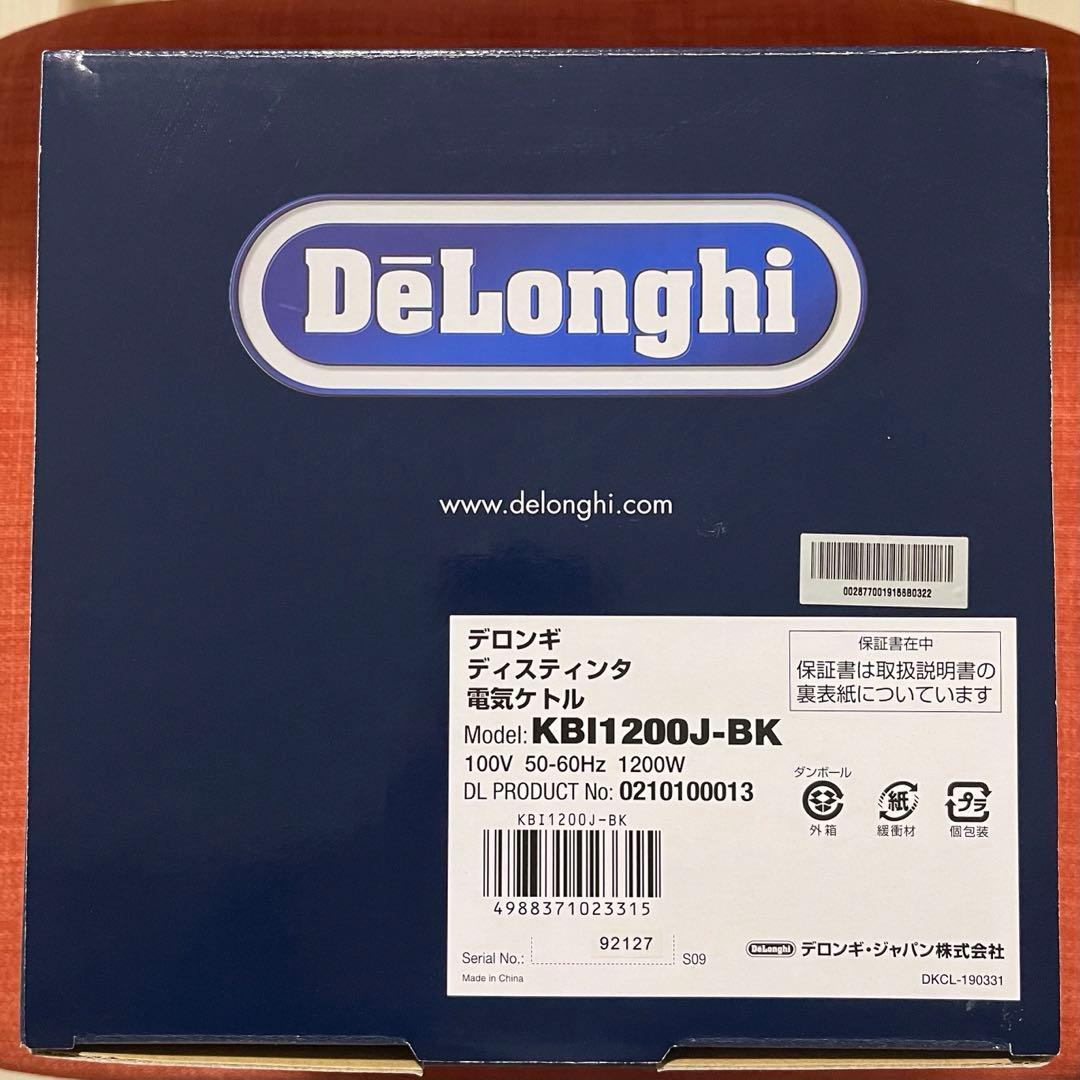 DēLonghi
www.delonghi.com
002877001918680322
デロンギ
ディスティンタ
電気ケトル
Model: KBI1200J-BK
100V 50-60Hz 1200W
DL PRODUCT No: 0210100013
KBI1200J-BK
4988371023315
Serial No.: 92127 S09
Made in China
保証書在中
保証書は取扱説明書の
裏表紙についています
ダンボール
外箱
紙
緩衝材
プラ
個包装
DēLonghi デロンギ・ジャパン株式会社
DKCL-190331